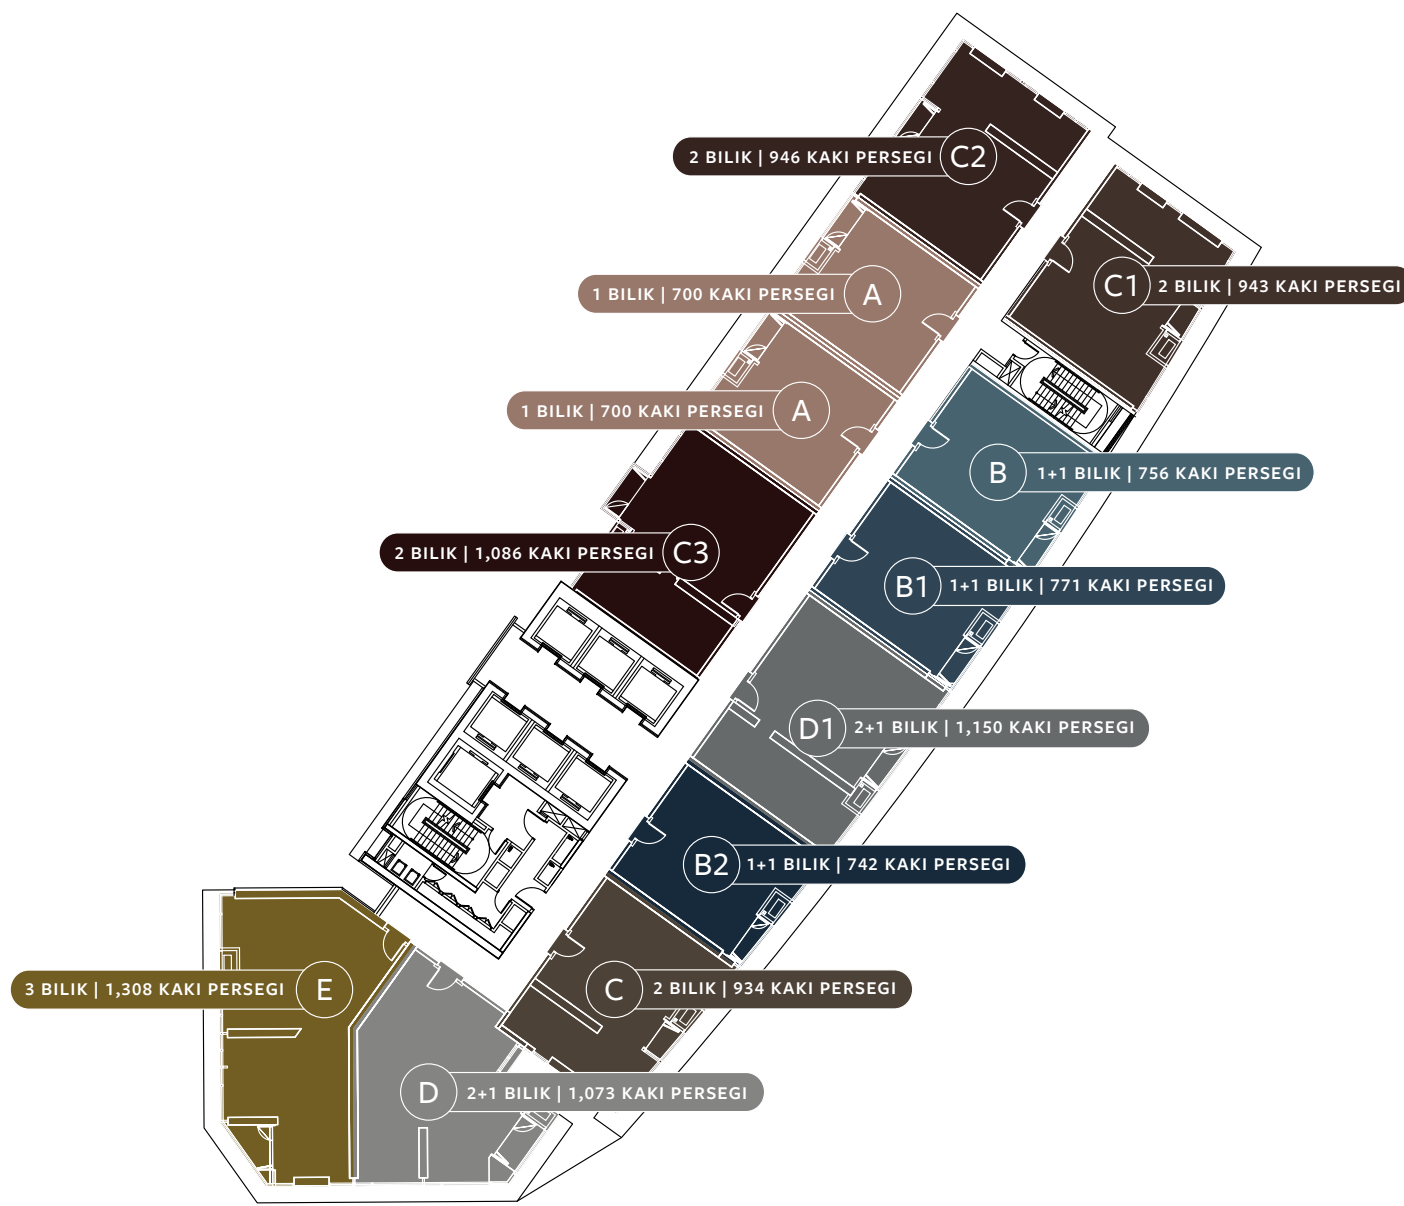 2 BILIK | 946 KAKI PERSEGI C2
C1 2 BILIK | 943 KAKI PERSEGI
1 BILIK | 700 KAKI PERSEGI A
1 BILIK | 700 KAKI PERSEGI A
B 1+1 BILIK | 756 KAKI PERSEGI
2 BILIK | 1,086 KAKI PERSEGI C3
B1 1+1 BILIK | 771 KAKI PERSEGI
D1 2+1 BILIK | 1,150 KAKI PERSEGI
B2 1+1 BILIK | 742 KAKI PERSEGI
3 BILIK | 1,308 KAKI PERSEGI E
C 2 BILIK | 934 KAKI PERSEGI
D 2+1 BILIK | 1,073 KAKI PERSEGI